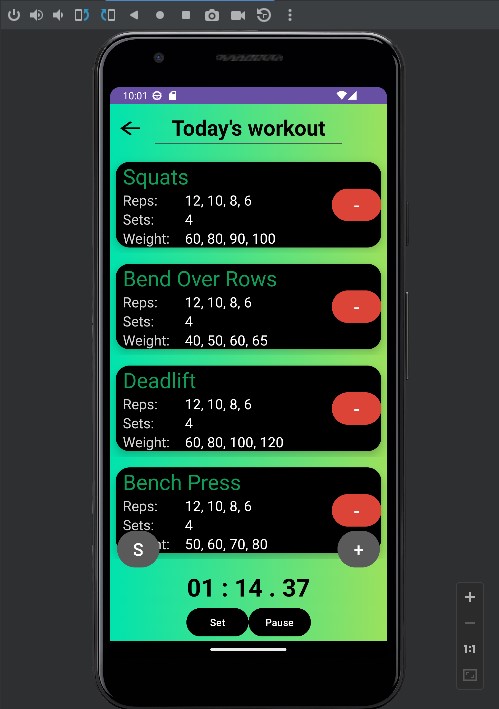 10:01
Today's workout
Squats
Reps: 12, 10, 8, 6
Sets: 4
Weight: 60, 80, 90, 100
-
Bend Over Rows
Reps: 12, 10, 8, 6
Sets: 4
Weight: 40, 50, 60, 65
-
Deadlift
Reps: 12, 10, 8, 6
Sets: 4
Weight: 60, 80, 100, 120
-
Bench Press
Reps: 12, 10, 8, 6
Sets: 4
ht: 50, 60, 70, 80
-
S +
01 : 14 . 37
Set Pause
+
-
1:1